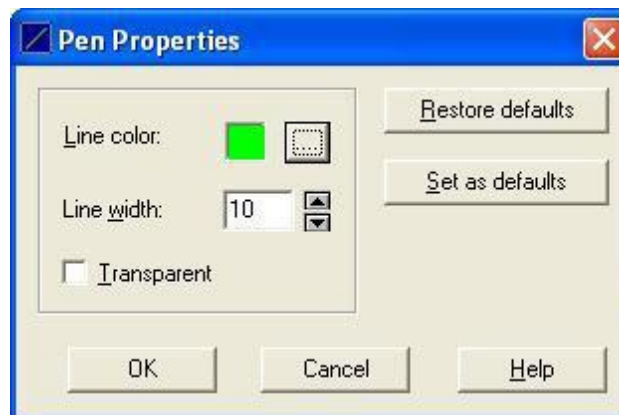 Pen Properties
Line color:
...
Restore defaults
Set as defaults
Line width:
10
Transparent
OK
Cancel
Help